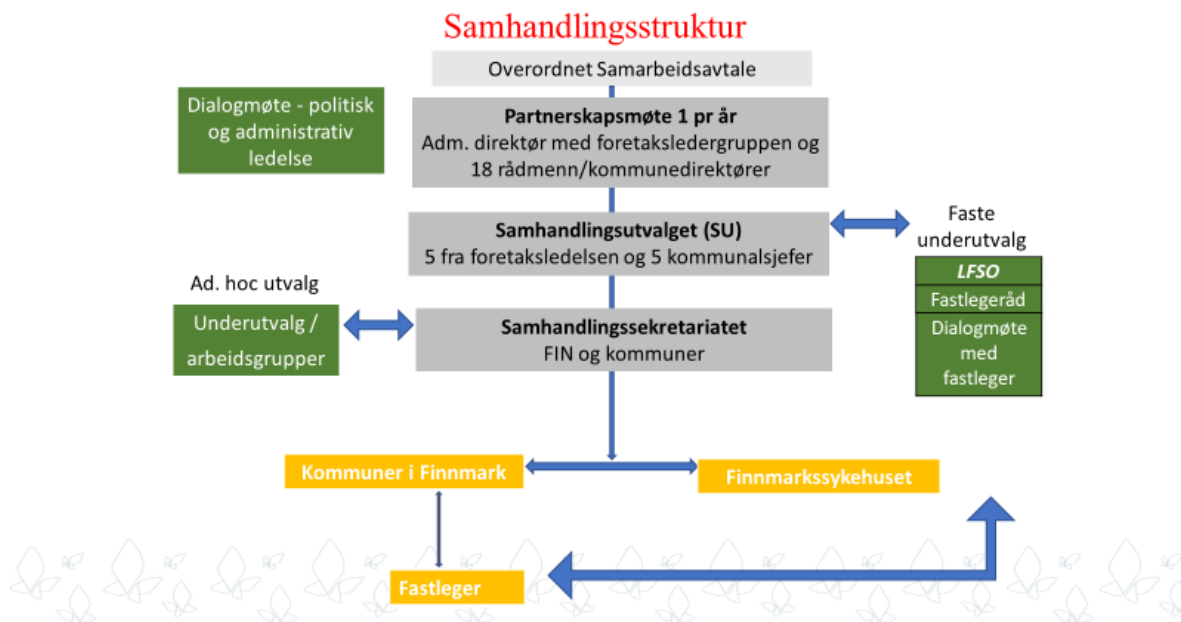 Samhandlingsstruktur
Overordnet Samarbeidsavtale
Dialogmøte - politisk
og administrativ
ledelse
Partnerskapsmøte 1 pr år
Adm. direktør med foretaksledergruppen og
18 rådmenn/kommunedirektører
Samhandlingsutvalget (SU)
5 fra foretaksledelsen og 5 kommunalsjefer
Faste
underutvalg
LFSO
Fastlegeråd
Dialogmøte
med
fastleger
Ad. hoc utvalg
Underutvalg /
arbeidsgrupper
Samhandlingssekretariatet
FIN og kommuner
Kommuner i Finnmark
Finnmarkssykehuset
Fastleger